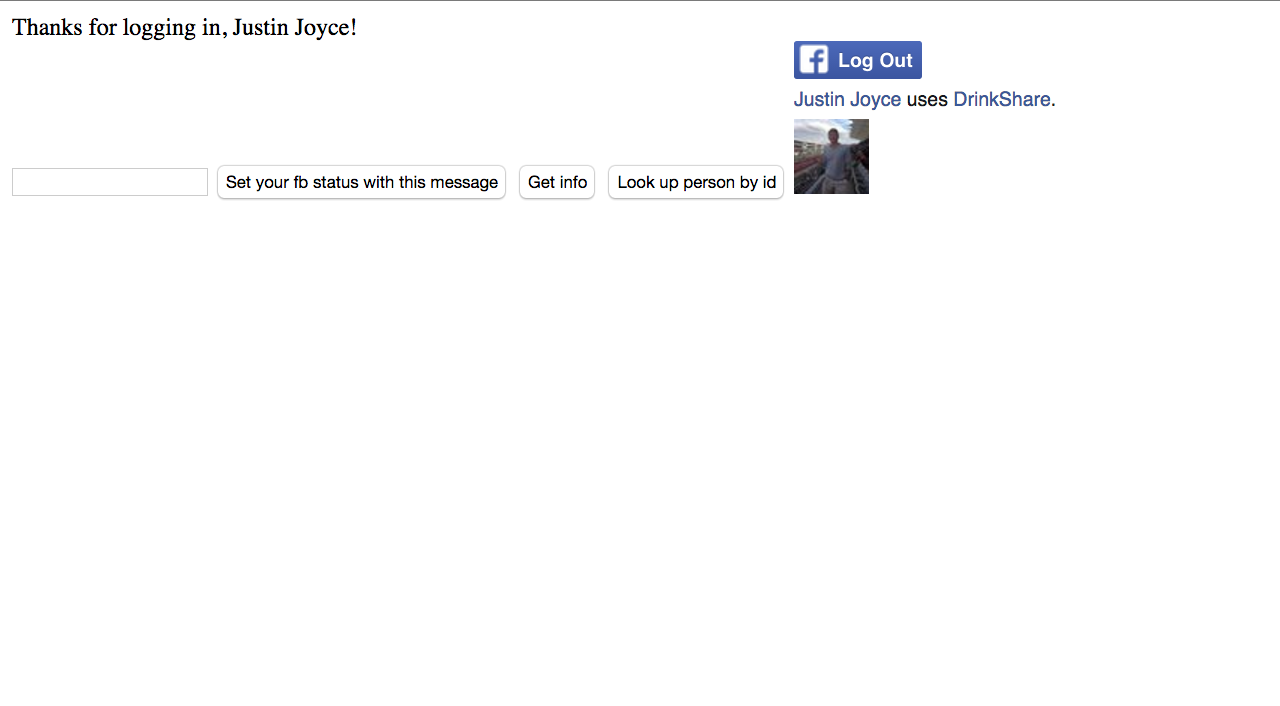 Thanks for logging in, Justin Joyce!
Log Out
Justin Joyce uses DrinkShare.
Set your fb status with this message
Get info
Look up person by id